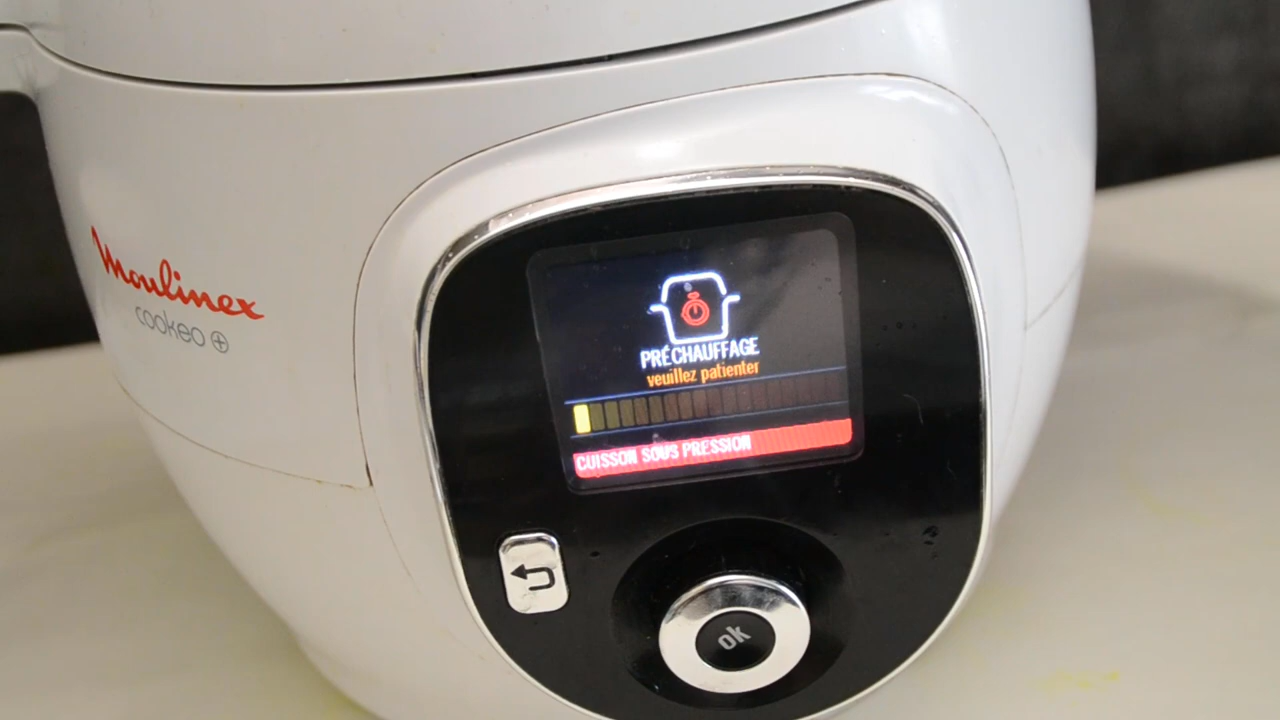 Moulinex
cookeo +
PRÉCHAUFFAGE
veuillez patienter
CUISSON SOUS PRESSION
ok